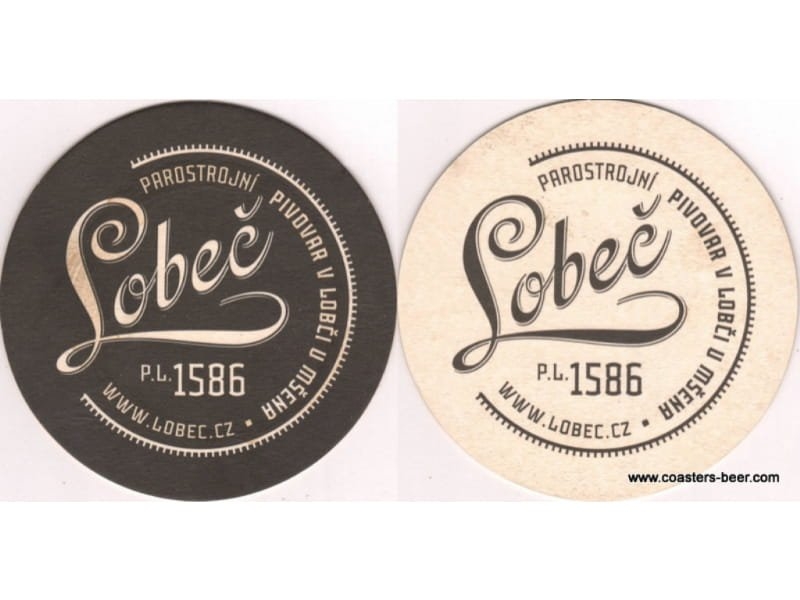 PAROSTROJNÍ PIVOVAR V LOBČI U MŠENA
Lobeč
P.L. 1586
WWW.LOBEC.CZ
PAROSTROJNÍ PIVOVAR V LOBČI U MŠENA
Lobeč
P.L. 1586
WWW.LOBEC.CZ
www.coasters-beer.com